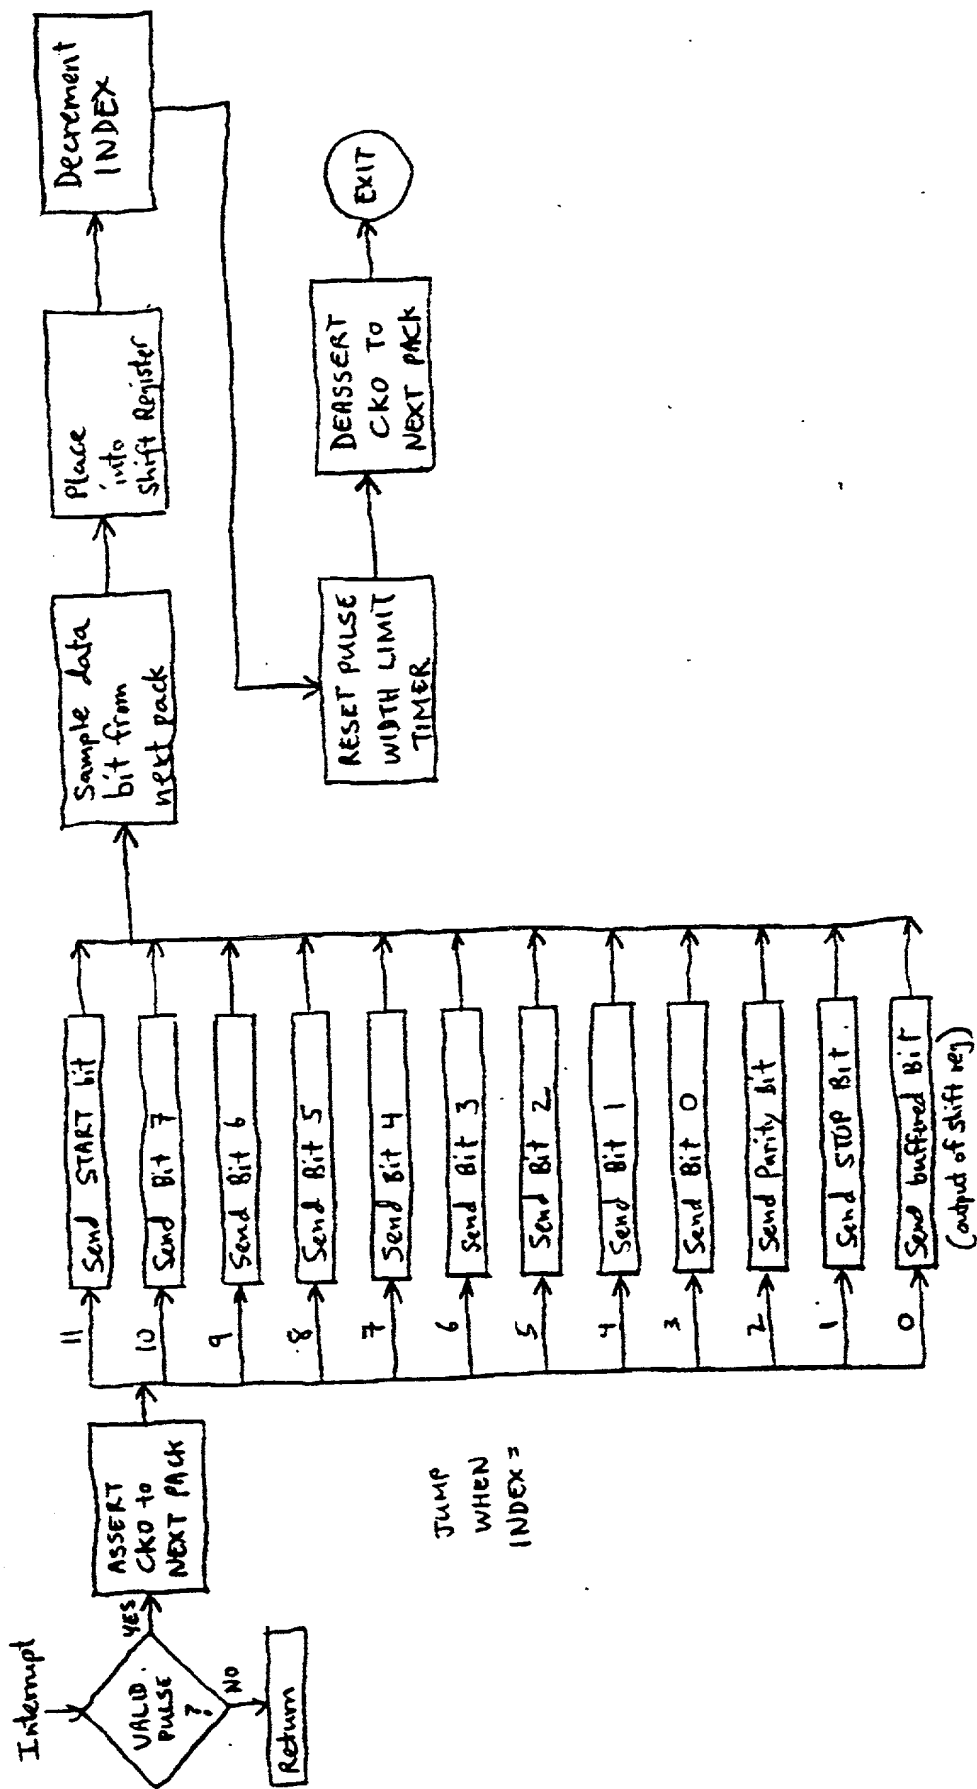 Interrupt
VALID
PULSE
?
YES
NO
Return
ASSERT
CKO to
NEXT PACK
JUMP
WHEN
INDEX =
11
Send START bit
10
Send Bit 7
9
Send Bit 6
8
Send Bit 5
7
Send Bit 4
6
Send Bit 3
5
Send Bit 2
4
Send Bit 1
3
Send Bit 0
2
Send Parity bit
1
Send STOP Bit
0
Send buffered Bit
(output of shift reg)
Sample data
bit from
next pack
Place
into
Shift Register
Decrement
INDEX
RESET PULSE
WIDTH LIMIT
TIMER
DEASSERT
CKO TO
NEXT PACK
EXIT